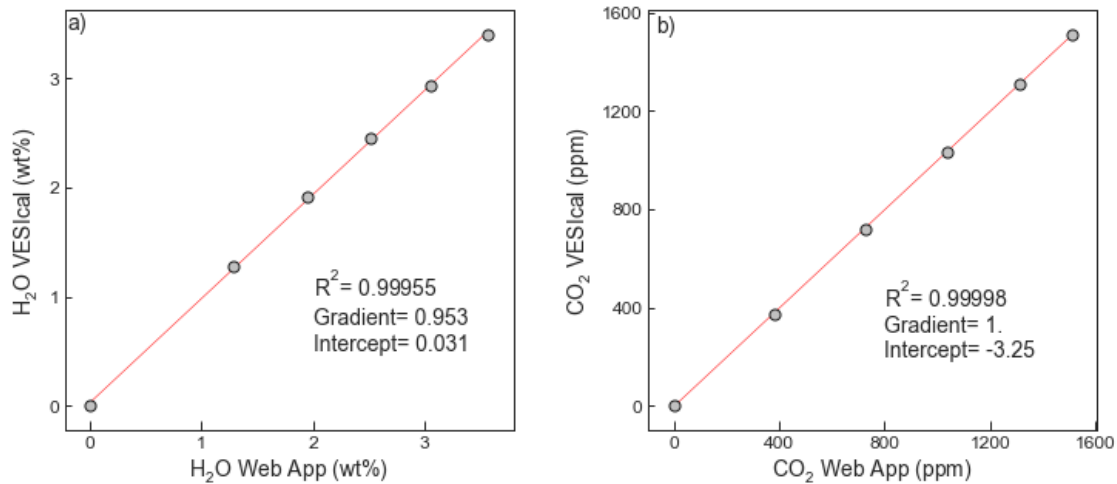 a)
3
2
1
0
H₂O VESIcal (wt%)
R²= 0.99955
Gradient= 0.953
Intercept= 0.031
0 1 2 3
H₂O Web App (wt%)
b)
1600
1200
800
400
0
CO₂ VESIcal (ppm)
R²= 0.99998
Gradient= 1.
Intercept= -3.25
0 400 800 1200 1600
CO₂ Web App (ppm)